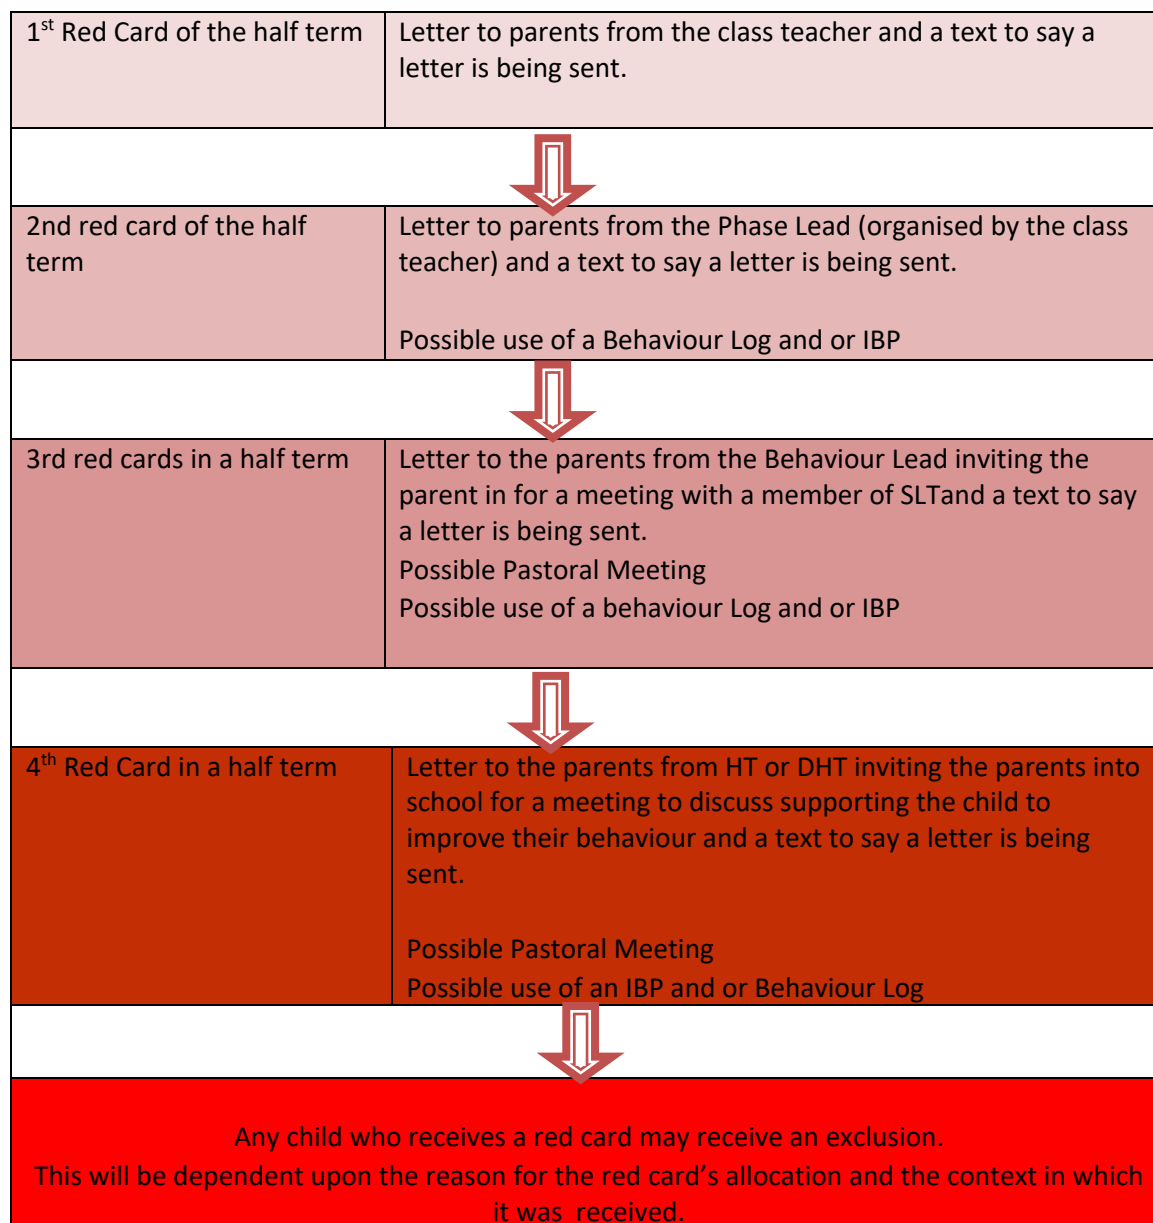 1st Red Card of the half term
Letter to parents from the class teacher and a text to say a
letter is being sent.
2nd red card of the half
term
Letter to parents from the Phase Lead (organised by the class
teacher) and a text to say a letter is being sent.
Possible use of a Behaviour Log and or IBP
3rd red cards in a half term
Letter to the parents from the Behaviour Lead inviting the
parent in for a meeting with a member of SLTand a text to say
a letter is being sent.
Possible Pastoral Meeting
Possible use of a behaviour Log and or IBP
4th Red Card in a half term
Letter to the parents from HT or DHT inviting the parents into
school for a meeting to discuss supporting the child to
improve their behaviour and a text to say a letter is being
sent.
Possible Pastoral Meeting
Possible use of an IBP and or Behaviour Log
Any child who receives a red card may receive an exclusion.
This will be dependent upon the reason for the red card's allocation and the context in which
it was received.